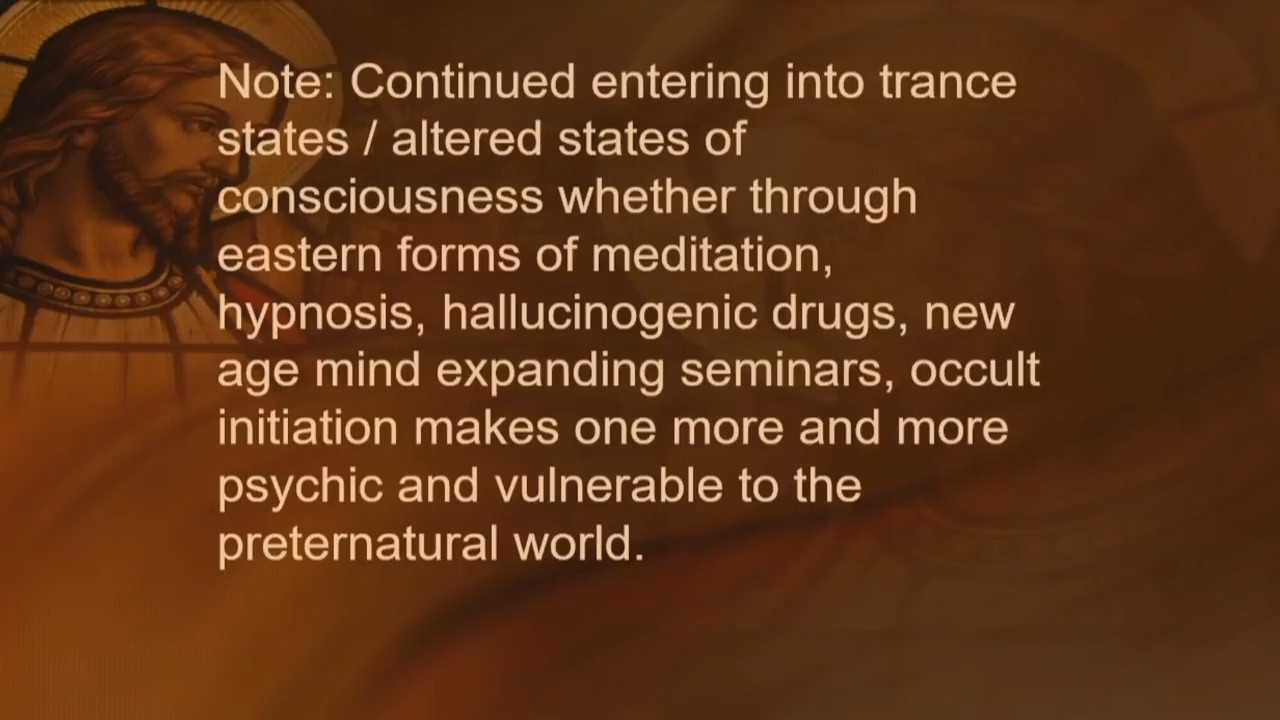 Note: Continued entering into trance
states / altered states of
consciousness whether through
eastern forms of meditation,
hypnosis, hallucinogenic drugs, new
age mind expanding seminars, occult
initiation makes one more and more
psychic and vulnerable to the
preternatural world.